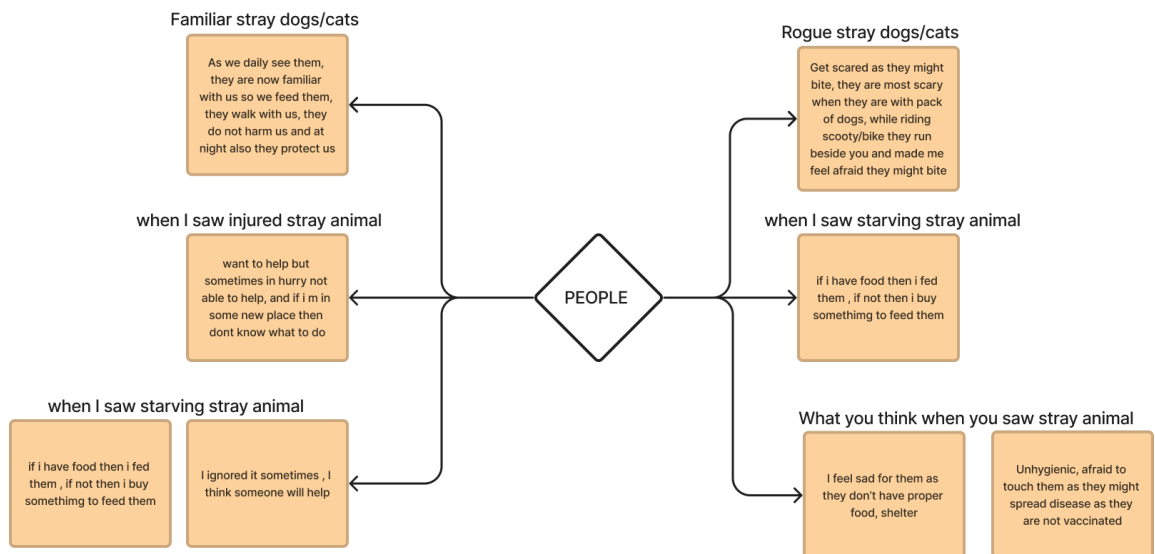 Familiar stray dogs/cats
As we daily see them,
they are now familiar
with us so we feed them,
they walk with us, they
do not harm us and at
night also they protect us
when I saw injured stray animal
want to help but
sometimes in hurry not
able to help, and if i m in
some new place then
dont know what to do
when I saw starving stray animal
if i have food then i fed
them , if not then i buy
somethimg to feed them
I ignored it sometimes , I
think someone will help
PEOPLE
Rogue stray dogs/cats
Get scared as they might
bite, they are most scary
when they are with pack
of dogs, while riding
scooty/bike they run
beside you and made me
feel afraid they might bite
when I saw starving stray animal
if i have food then i fed
them , if not then i buy
somethimg to feed them
What you think when you saw stray animal
I feel sad for them as
they don't have proper
food, shelter
Unhygienic, afraid to
touch them as they might
spread disease as they
are not vaccinated